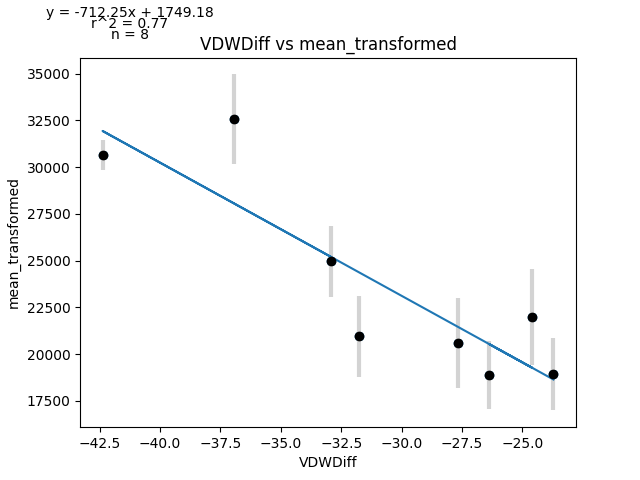 y = -712.25x + 1749.18
r^2 = 0.77
n = 8
VDWDiff vs mean_transformed
35000
32500
30000
27500
25000
22500
20000
17500
mean_transformed
−42.5 −40.0 −37.5 −35.0 −32.5 −30.0 −27.5 −25.0
VDWDiff